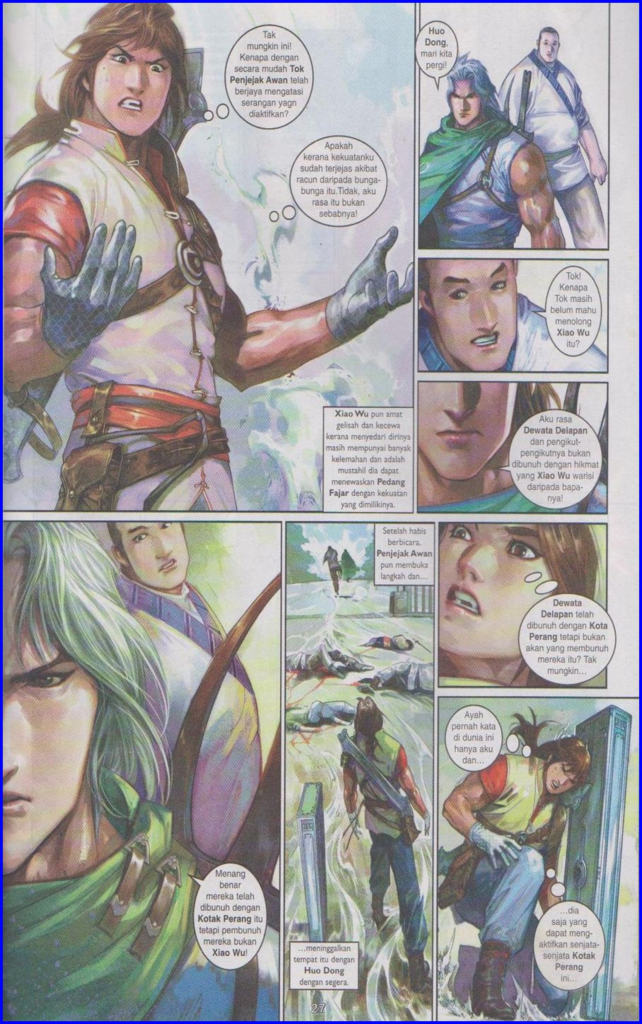 Tak
mungkin ini!
Kenapa dengan
secara mudah Tok
Penjejak Awan telah
berjaya mengatasi
serangan yagn
diaktifkan?
Apakah
kerana kekuatanku
sudah terjejas akibat
racun daripada bunga-
bunga itu.Tidak, aku
rasa itu bukan
sebabnya!
Xiao Wu pun amat
gelisah dan kecewa
kerana menyedari dirinya
masih mempunyai banyak
kelemahan dan adalah
mustahil dia dapat
menewaskan Pedang
Fajar dengan kekuatan
yang dimilikinya.
Huo
Dong,
mari kita
pergi!
Tok!
Kenapa
Tok masih
belum mahu
menolong
Xiao Wu
itu?
Aku rasa
Dewata Delapan
dan pengikut-
pengikutnya bukan
dibunuh dengan hikmat
yang Xiao Wu warisi
daripada bapa-
nya!
Menang
benar
mereka telah
dibunuh dengan
Kotak Perang itu
tetapi pembunuh
mereka bukan
Xiao Wu!
Setelah habis
berbicara,
Penjejak Awan
pun membuka
langkah dan...
...meninggalkan
tempat itu dengan
Huo Dong
dengan segera.
Dewata
Delapan telah
dibunuh dengan Kota
Perang tetapi bukan
akan yang membunuh
mereka itu? Tak
mungkin...
Ayah
pernah kata
di dunia ini
hanya aku
dan...
...dia
saja yang
dapat meng-
aktifkan senjata-
senjata Kotak
Perang
ini...
27